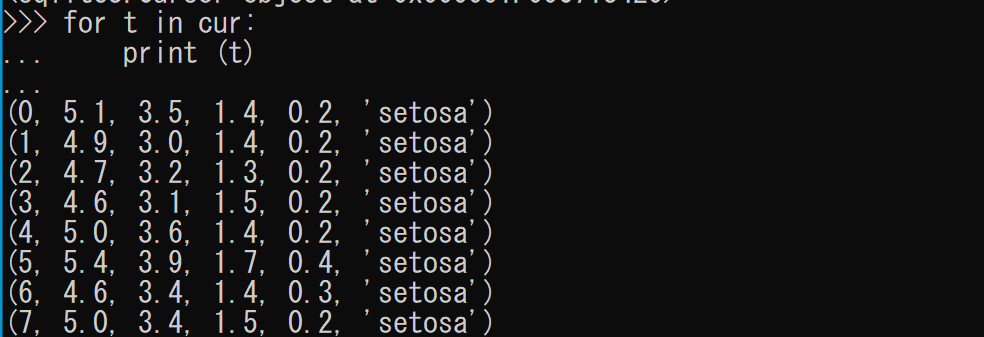 >>> for t in cur:
...     print (t)
...
(0, 5.1, 3.5, 1.4, 0.2, 'setosa')
(1, 4.9, 3.0, 1.4, 0.2, 'setosa')
(2, 4.7, 3.2, 1.3, 0.2, 'setosa')
(3, 4.6, 3.1, 1.5, 0.2, 'setosa')
(4, 5.0, 3.6, 1.4, 0.2, 'setosa')
(5, 5.4, 3.9, 1.7, 0.4, 'setosa')
(6, 4.6, 3.4, 1.4, 0.3, 'setosa')
(7, 5.0, 3.4, 1.5, 0.2, 'setosa')